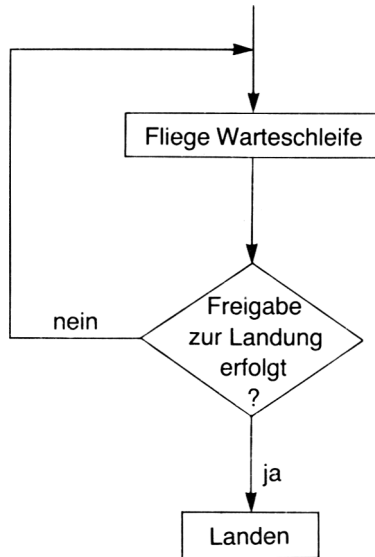 Fliege Warteschleife
Freigabe
zur Landung
erfolgt
?
nein
ja
Landen